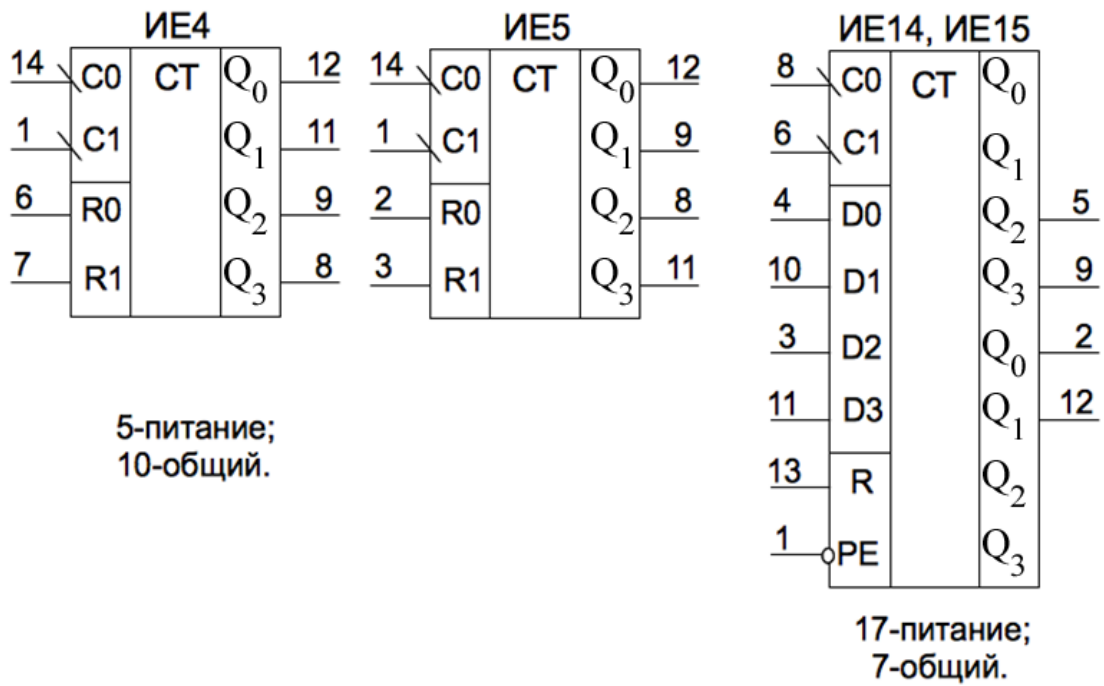 ИЕ4
14 C0 CT Q0 12
1 C1 Q1 11
6 R0 Q2 9
7 R1 Q3 8
5-питание;
10-общий.
ИЕ5
14 C0 CT Q0 12
1 C1 Q1 9
2 R0 Q2 8
3 R1 Q3 11
ИЕ14, ИЕ15
8 C0 CT Q0
6 C1 Q1
4 D0 Q2 5
10 D1 Q3 9
3 D2 Q0 2
11 D3 Q1 12
13 R Q2
1 PE Q3
17-питание;
7-общий.